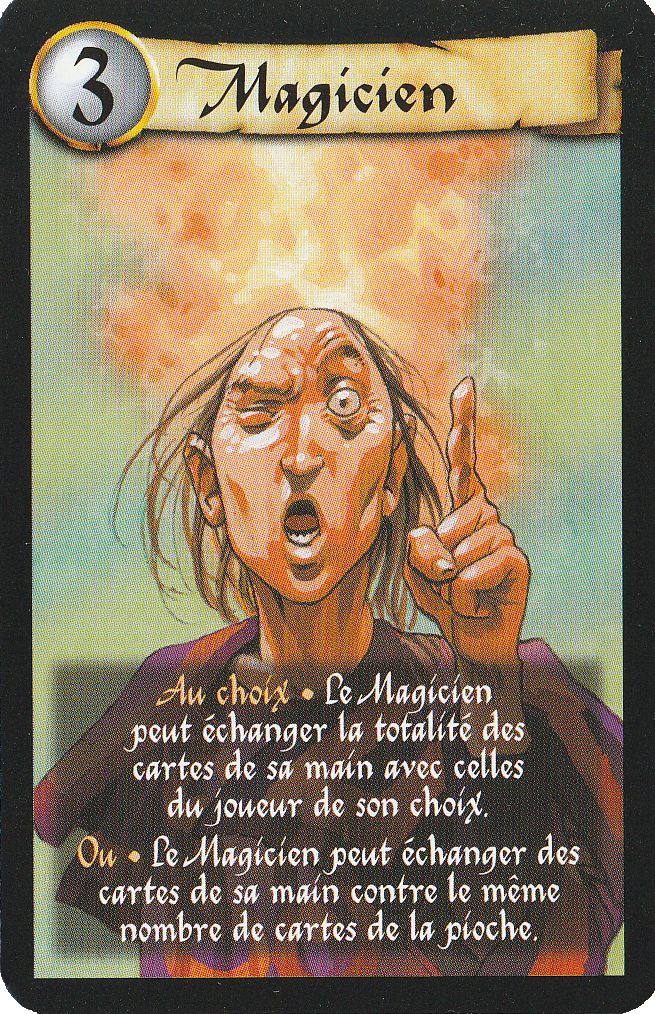 3
Magicien
Au choix • Le Magicien
peut échanger la totalité des
cartes de sa main avec celles
du joueur de son choix.
Ou • Le Magicien peut échanger des
cartes de sa main contre le même
nombre de cartes de la pioche.